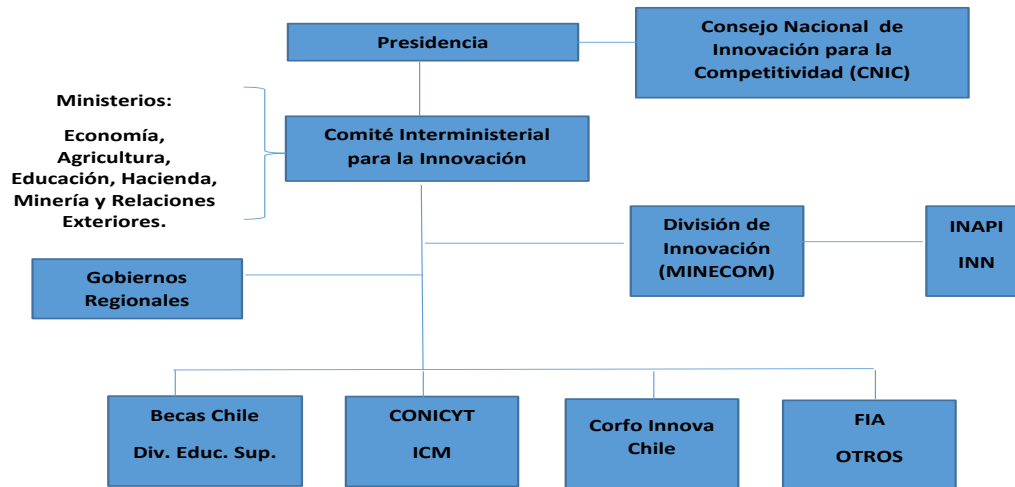 Presidencia
Consejo Nacional de
Innovación para la
Competitividad (CNIC)
Ministerios:
Economía,
Agricultura,
Educación, Hacienda,
Minería y Relaciones
Exteriores.
Comité Interministerial
para la Innovación
División de
Innovación
(MINECOM)
INAPI
INN
Gobiernos
Regionales
Becas Chile
Div. Educ. Sup.
CONICYT
ICM
Corfo Innova
Chile
FIA
OTROS